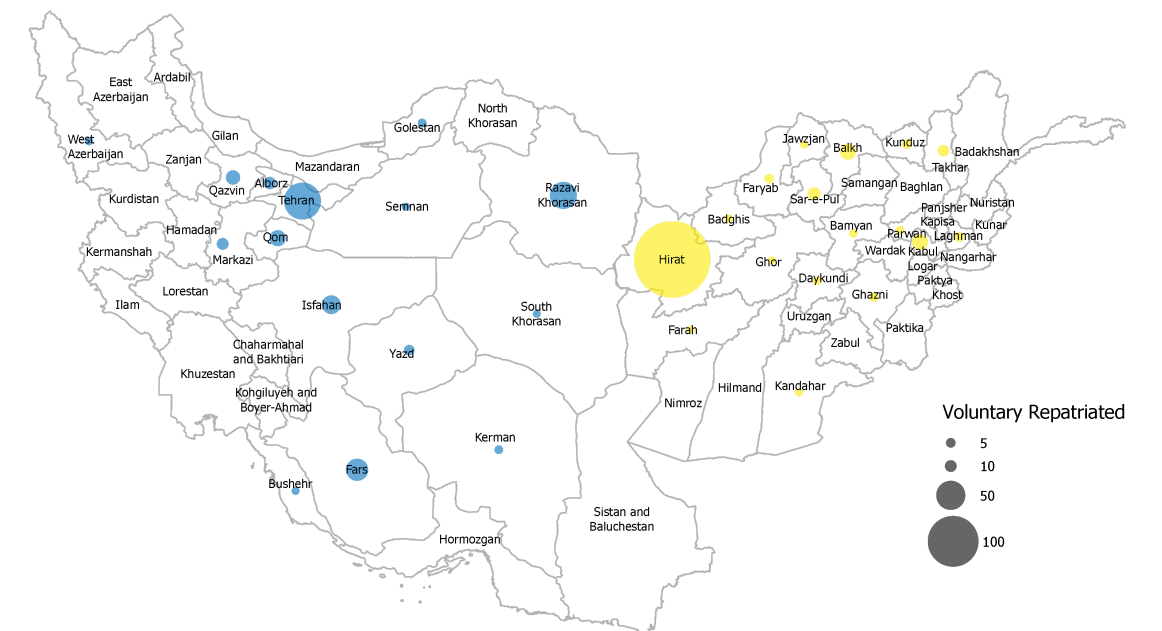 East
Azerbaijan
Ardabil
West
Azerbaijan
Gilan
Zanjan
Mazandaran
Golestan
North
Khorasan
Qazvin
Alborz
Tehran
Semnan
Razavi
Khorasan
Kurdistan
Hamadan
Qom
Markazi
Kermanshah
Lorestan
Ilam
Isfahan
South
Khorasan
Chaharmahal
and Bakhtiari
Yazd
Khuzestan
Kohgiluyeh and
Boyer-Ahmad
Kerman
Fars
Bushehr
Hormozgan
Sistan and
Baluchestan
Jawzjan
Balkh
Kunduz
Takhar
Badakhshan
Faryab
Sar-e-Pul
Samangan
Baghlan
Badghis
Panjsher
Nuristan
Kapisa
Bamyan
Parwan
Laghman
Kunar
Hirat
Ghor
Wardak
Kabul
Nangarhar
Logar
Daykundi
Ghazni
Paktya
Khost
Farah
Uruzgan
Paktika
Zabul
Nimroz
Hilmand
Kandahar
Voluntary Repatriated
5
10
50
100